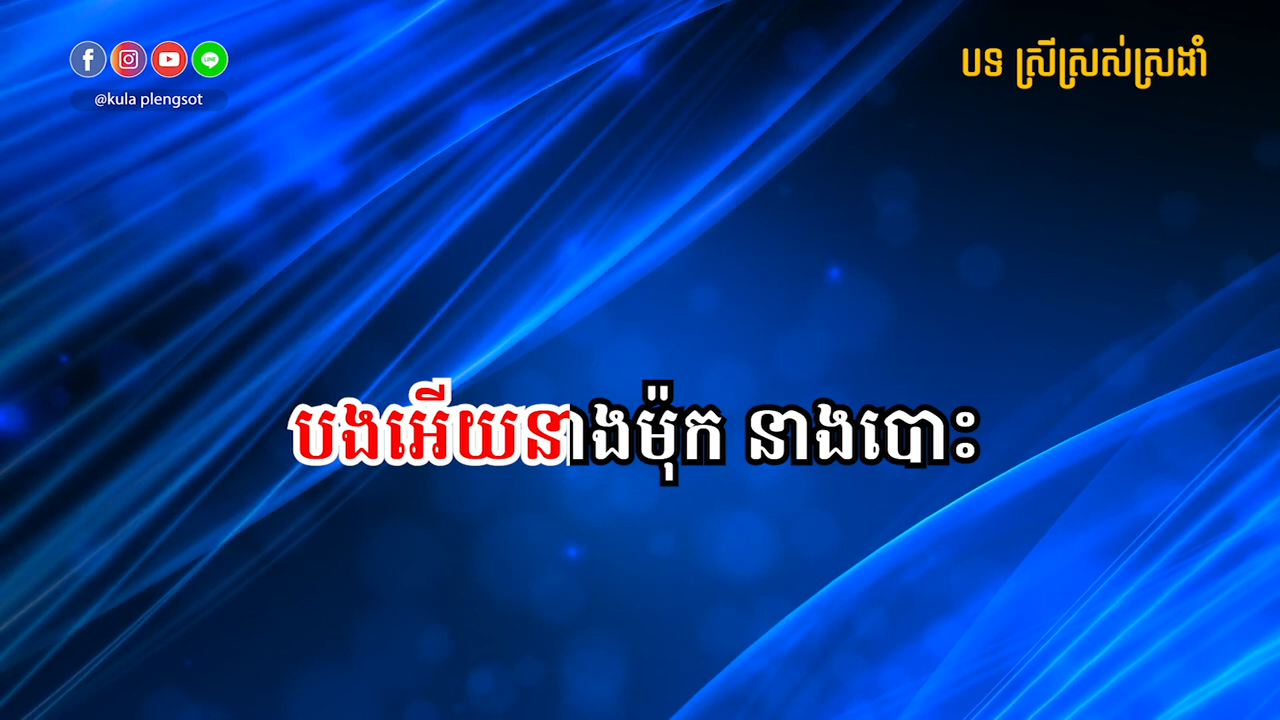 @kula plengsot
បទ ស្រីស្រស់ស្រដាំ
បងអើយនាងម៉ុក នាងបោះ